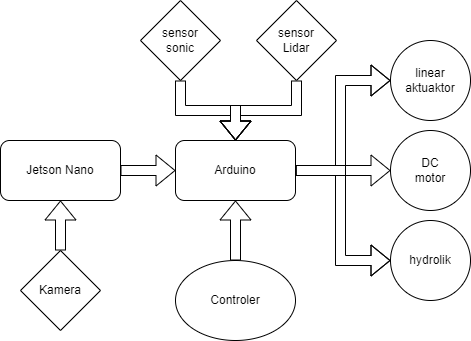 sensor
sonic
sensor
Lidar
linear
aktuaktor
Jetson Nano
Arduino
DC
motor
Kamera
Controler
hydrolik